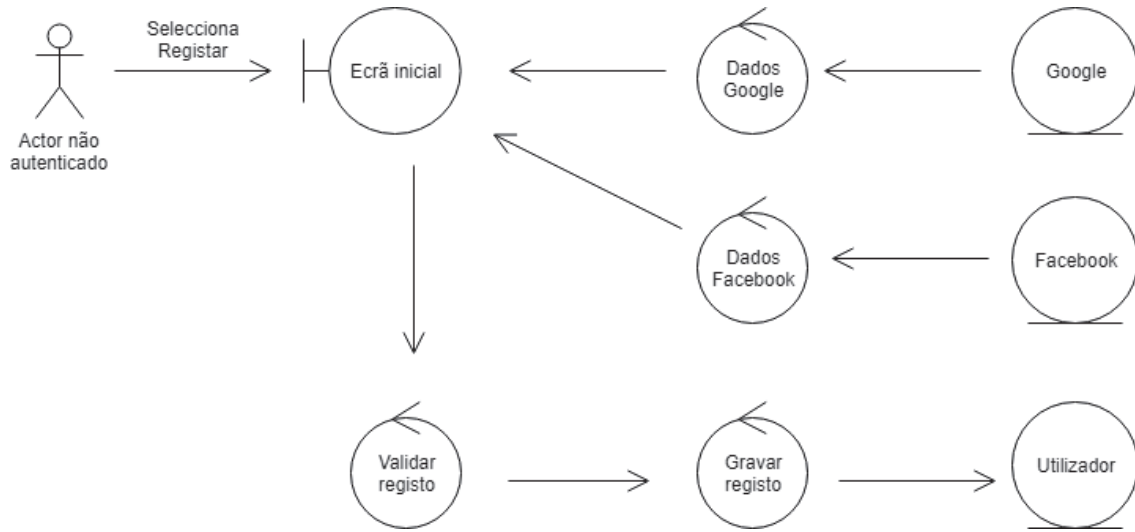 Selecciona
Registar
Actor não
autenticado
Ecrã inicial
Dados
Google
Google
Dados
Facebook
Facebook
Validar
registo
Gravar
registo
Utilizador